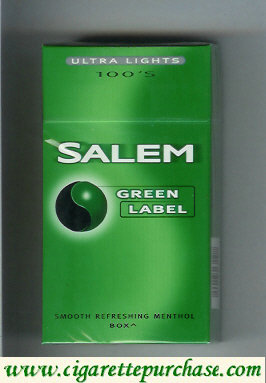 ULTRA LIGHTS
100'S
SALEM
GREEN
LABEL
SMOOTH REFRESHING MENTHOL
BOX
www.cigarettepurchase.com